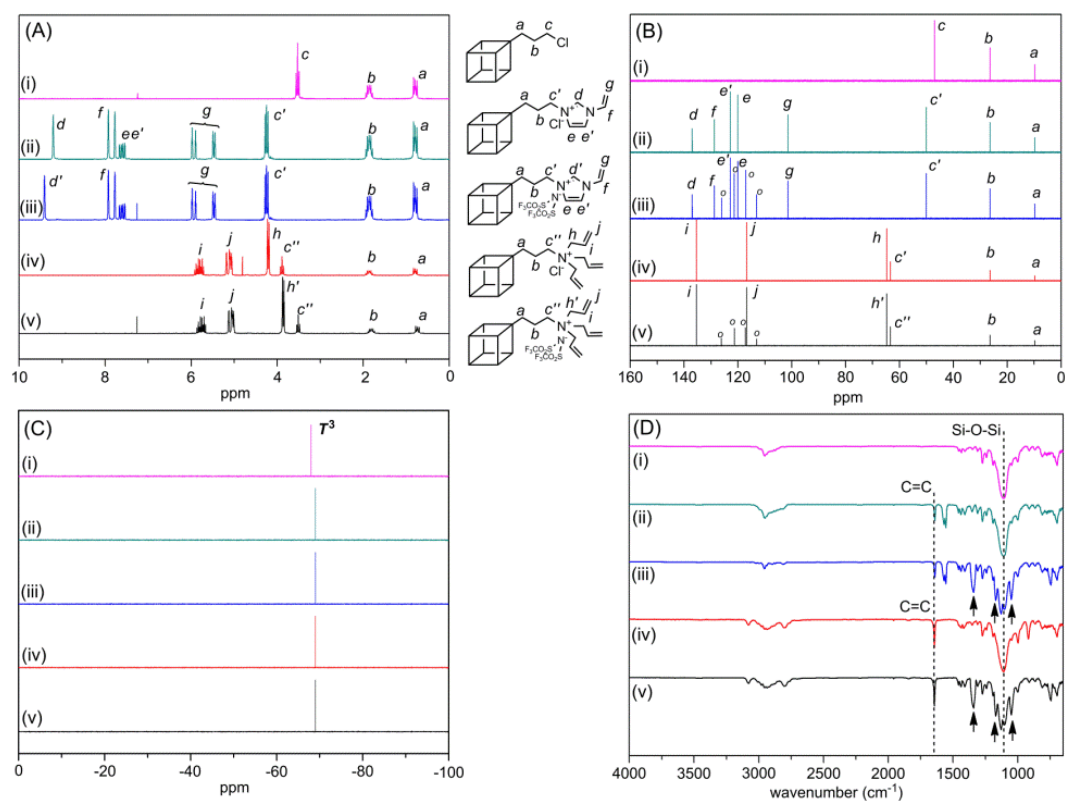 (A)
(i) c b a
(ii) d f e e' g c' b a
(iii) d' f g c' b a
(iv) i j h c'' b a
(v) i j h' c'' b a
10 8 6 4 2 0
ppm
a b c Cl
a b c' N + d N g f Cl⁻ e e'
a b c' N + d' N g f N⁻ F₃CO₂S F₃CO₂S e e'
a b c'' h j i N⁺ Cl⁻
a b c'' h' j i N⁺ N⁻ F₃CO₂S F₃CO₂S
(B)
(i) c b a
(ii) d f e' e g c' b a
(iii) d f o e' o e o o g c' b a
(iv) i j h c' b a
(v) i o o o j o h' c'' b a
160 140 120 100 80 60 40 20 0
ppm
(C)
T³
(i)
(ii)
(iii)
(iv)
(v)
0 -20 -40 -60 -80 -100
ppm
(D)
Si-O-Si
(i)
C=C
(ii)
(iii)
C=C
(iv)
(v)
4000 3500 3000 2500 2000 1500 1000
wavenumber (cm⁻¹)